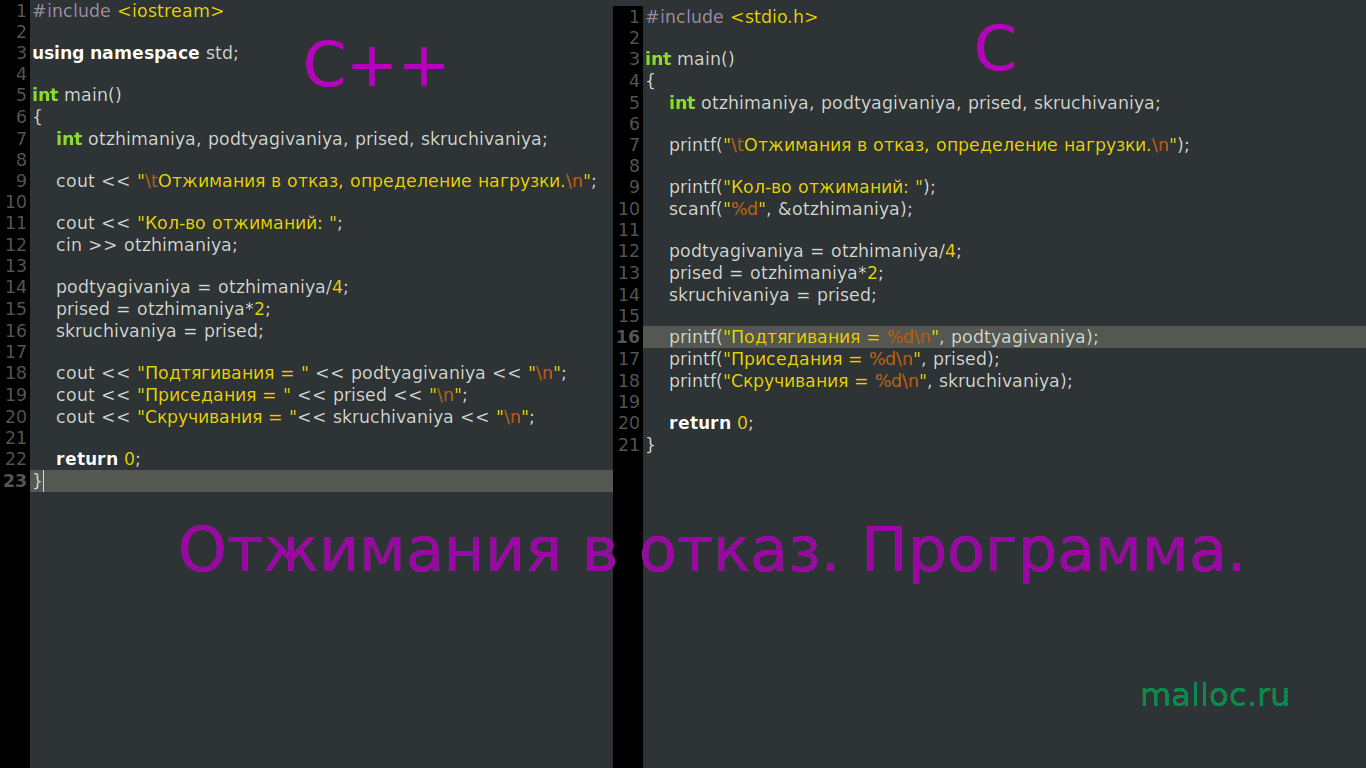 1 #include <iostream>
2
3 using namespace std;
4
5 int main()
6 {
7     int otzhimaniya, podtyagivaniya, prised, skruchivaniya;
8
9     cout << "\tОтжимания в отказ, определение нагрузки.\n";
10
11     cout << "Кол-во отжиманий: ";
12     cin >> otzhimaniya;
13
14     podtyagivaniya = otzhimaniya/4;
15     prised = otzhimaniya*2;
16     skruchivaniya = prised;
17
18     cout << "Подтягивания = " << podtyagivaniya << "\n";
19     cout << "Приседания = " << prised << "\n";
20     cout << "Скручивания = "<< skruchivaniya << "\n";
21
22     return 0;
23 }
C++
1 #include <stdio.h>
2
3 int main()
4 {
5     int otzhimaniya, podtyagivaniya, prised, skruchivaniya;
6
7     printf("\tОтжимания в отказ, определение нагрузки.\n");
8
9     printf("Кол-во отжиманий: ");
10     scanf("%d", &otzhimaniya);
11
12     podtyagivaniya = otzhimaniya/4;
13     prised = otzhimaniya*2;
14     skruchivaniya = prised;
15
16     printf("Подтягивания = %d\n", podtyagivaniya);
17     printf("Приседания = %d\n", prised);
18     printf("Скручивания = %d\n", skruchivaniya);
19
20     return 0;
21 }
C
Отжимания в отказ. Программа.
malloc.ru